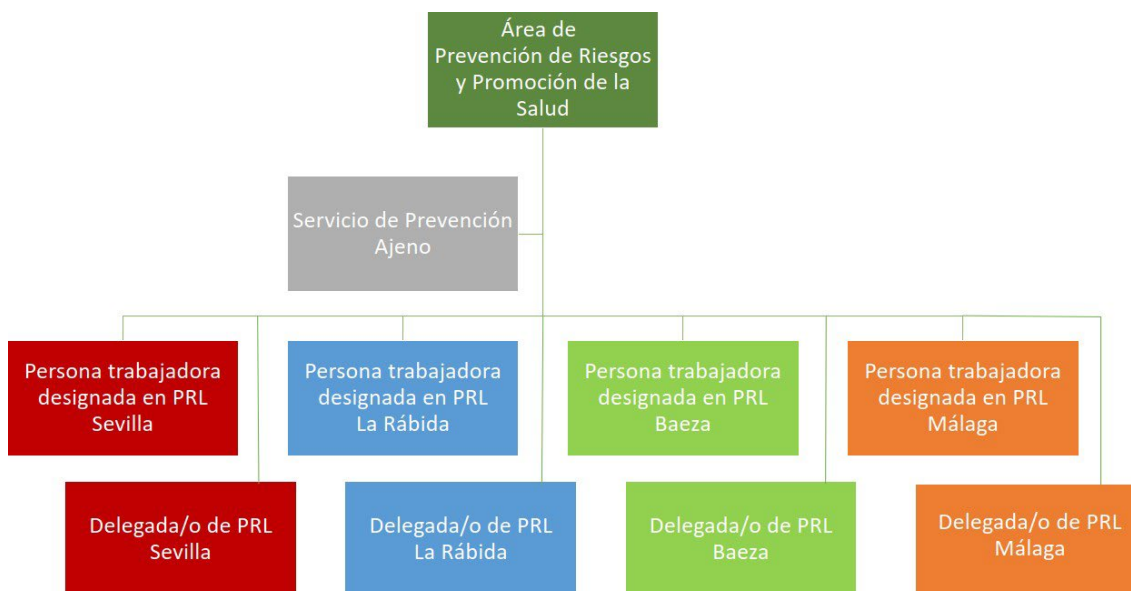 Área de
Prevención de Riesgos
y Promoción de la
Salud
Servicio de Prevención
Ajeno
Persona trabajadora
designada en PRL
Sevilla
Persona trabajadora
designada en PRL
La Rábida
Persona trabajadora
designada en PRL
Baeza
Persona trabajadora
designada en PRL
Málaga
Delegada/o de PRL
Sevilla
Delegada/o de PRL
La Rábida
Delegada/o de PRL
Baeza
Delegada/o de PRL
Málaga